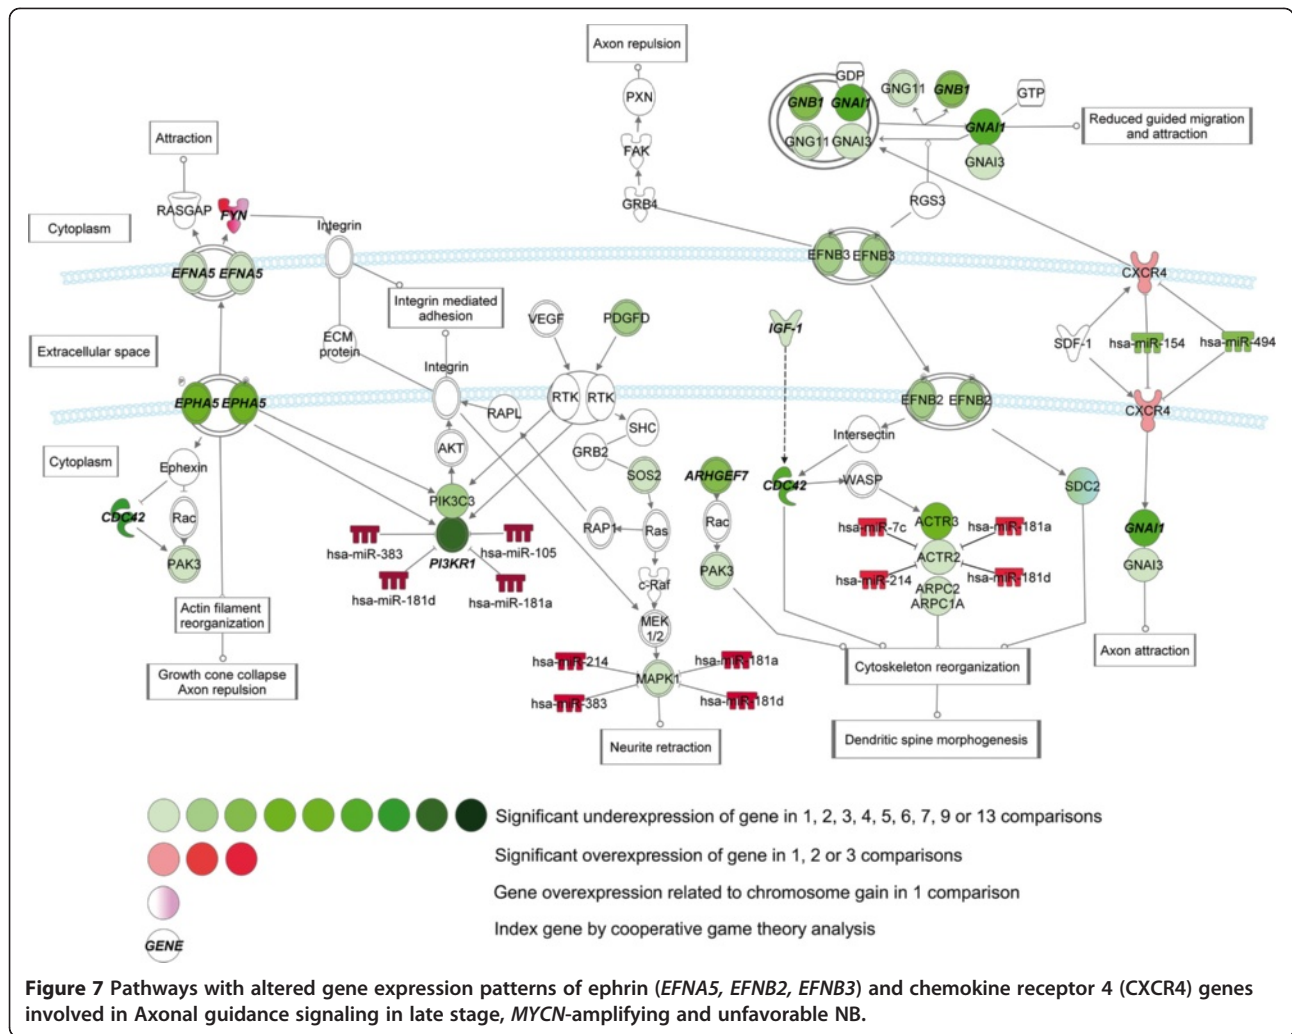 Axon repulsion
PXN
FAK
GRB4
GDP
GNB1
GNAI1
GNG11
GNAI3
GNG11
GNB1
GTP
GNAI1
GNAI3
Reduced guided migration
and attraction
RGS3
Attraction
RASGAP
FYN
Cytoplasm
Integrin
EFNA5
EFNA5
EFNB3
EFNB3
CXCR4
Integrin mediated
adhesion
VEGF
PDGFD
IGF-1
SDF-1
hsa-miR-154
hsa-miR-494
ECM
protein
Extracellular space
Integrin
EPHA5
EPHA5
P
RTK
RTK
EFNB2
EFNB2
CXCR4
RAPL
SHC
Intersectin
AKT
GRB2
Cytoplasm
Ephexin
SOS2
ARHGEF7
CDC42
WASP
SDC2
PIK3C3
CDC42
Rac
RAP1
Ras
Rac
hsa-miR-7c
ACTR3
hsa-miR-181a
GNAI1
hsa-miR-383
hsa-miR-105
PI3KR1
PAK3
ACTR2
GNAI3
c-Raf
PAK3
hsa-miR-214
hsa-miR-181d
hsa-miR-181d
hsa-miR-181a
ARPC2
ARPC1A
Actin filament
reorganization
MEK
1/2
Axon attraction
hsa-miR-214
hsa-miR-181a
Cytoskeleton reorganization
Growth cone collapse
Axon repulsion
MAPK1
hsa-miR-383
hsa-miR-181d
Neurite retraction
Dendritic spine morphogenesis
Significant underexpression of gene in 1, 2, 3, 4, 5, 6, 7, 9 or 13 comparisons
Significant overexpression of gene in 1, 2 or 3 comparisons
Gene overexpression related to chromosome gain in 1 comparison
GENE
Index gene by cooperative game theory analysis
Figure 7 Pathways with altered gene expression patterns of ephrin (EFNA5, EFNB2, EFNB3) and chemokine receptor 4 (CXCR4) genes
involved in Axonal guidance signaling in late stage, MYCN-amplifying and unfavorable NB.